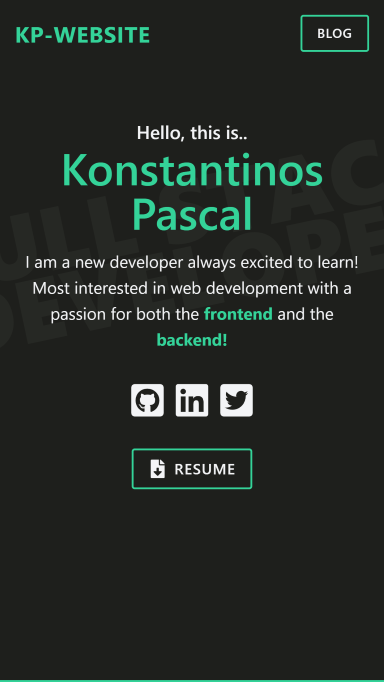 KP-WEBSITE
BLOG
Hello, this is..
Konstantinos
Pascal
I am a new developer always excited to learn!
Most interested in web development with a
passion for both the frontend and the
backend!
RESUME